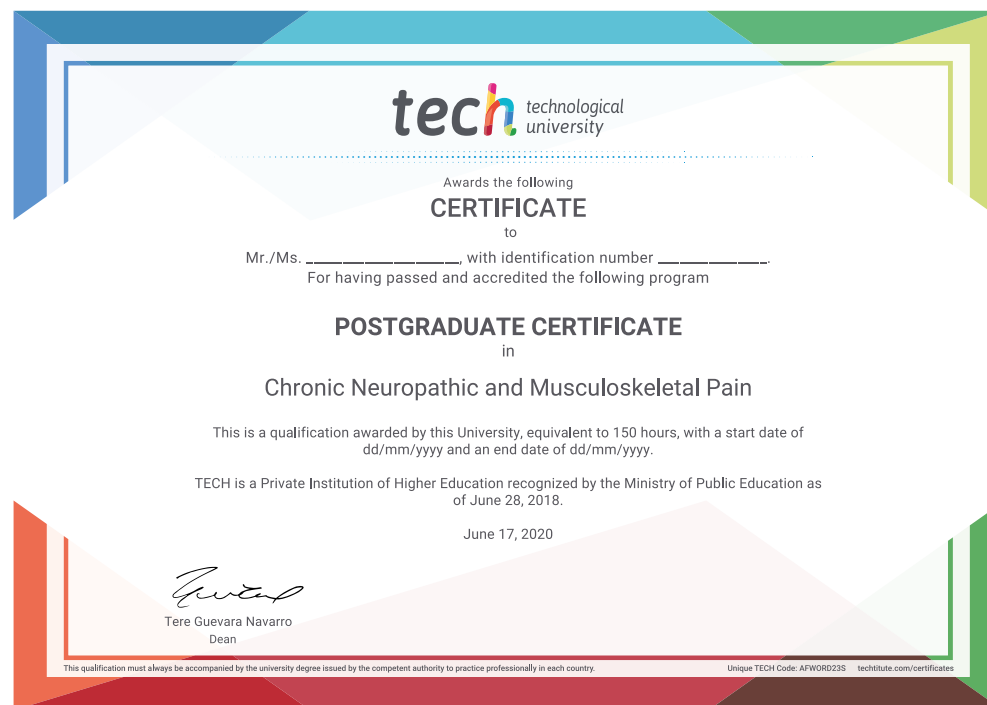 tech technological
university
Awards the following
CERTIFICATE
to
Mr./Ms. ____________________, with identification number ______________.
For having passed and accredited the following program
POSTGRADUATE CERTIFICATE
in
Chronic Neuropathic and Musculoskeletal Pain
This is a qualification awarded by this University, equivalent to 150 hours, with a start date of
dd/mm/yyyy and an end date of dd/mm/yyyy.
TECH is a Private Institution of Higher Education recognized by the Ministry of Public Education as
of June 28, 2018.
June 17, 2020
Tere Guevara Navarro
Dean
This qualification must always be accompanied by the university degree issued by the competent authority to practice professionally in each country.
Unique TECH Code: AFWORD23S techtitute.com/certificates